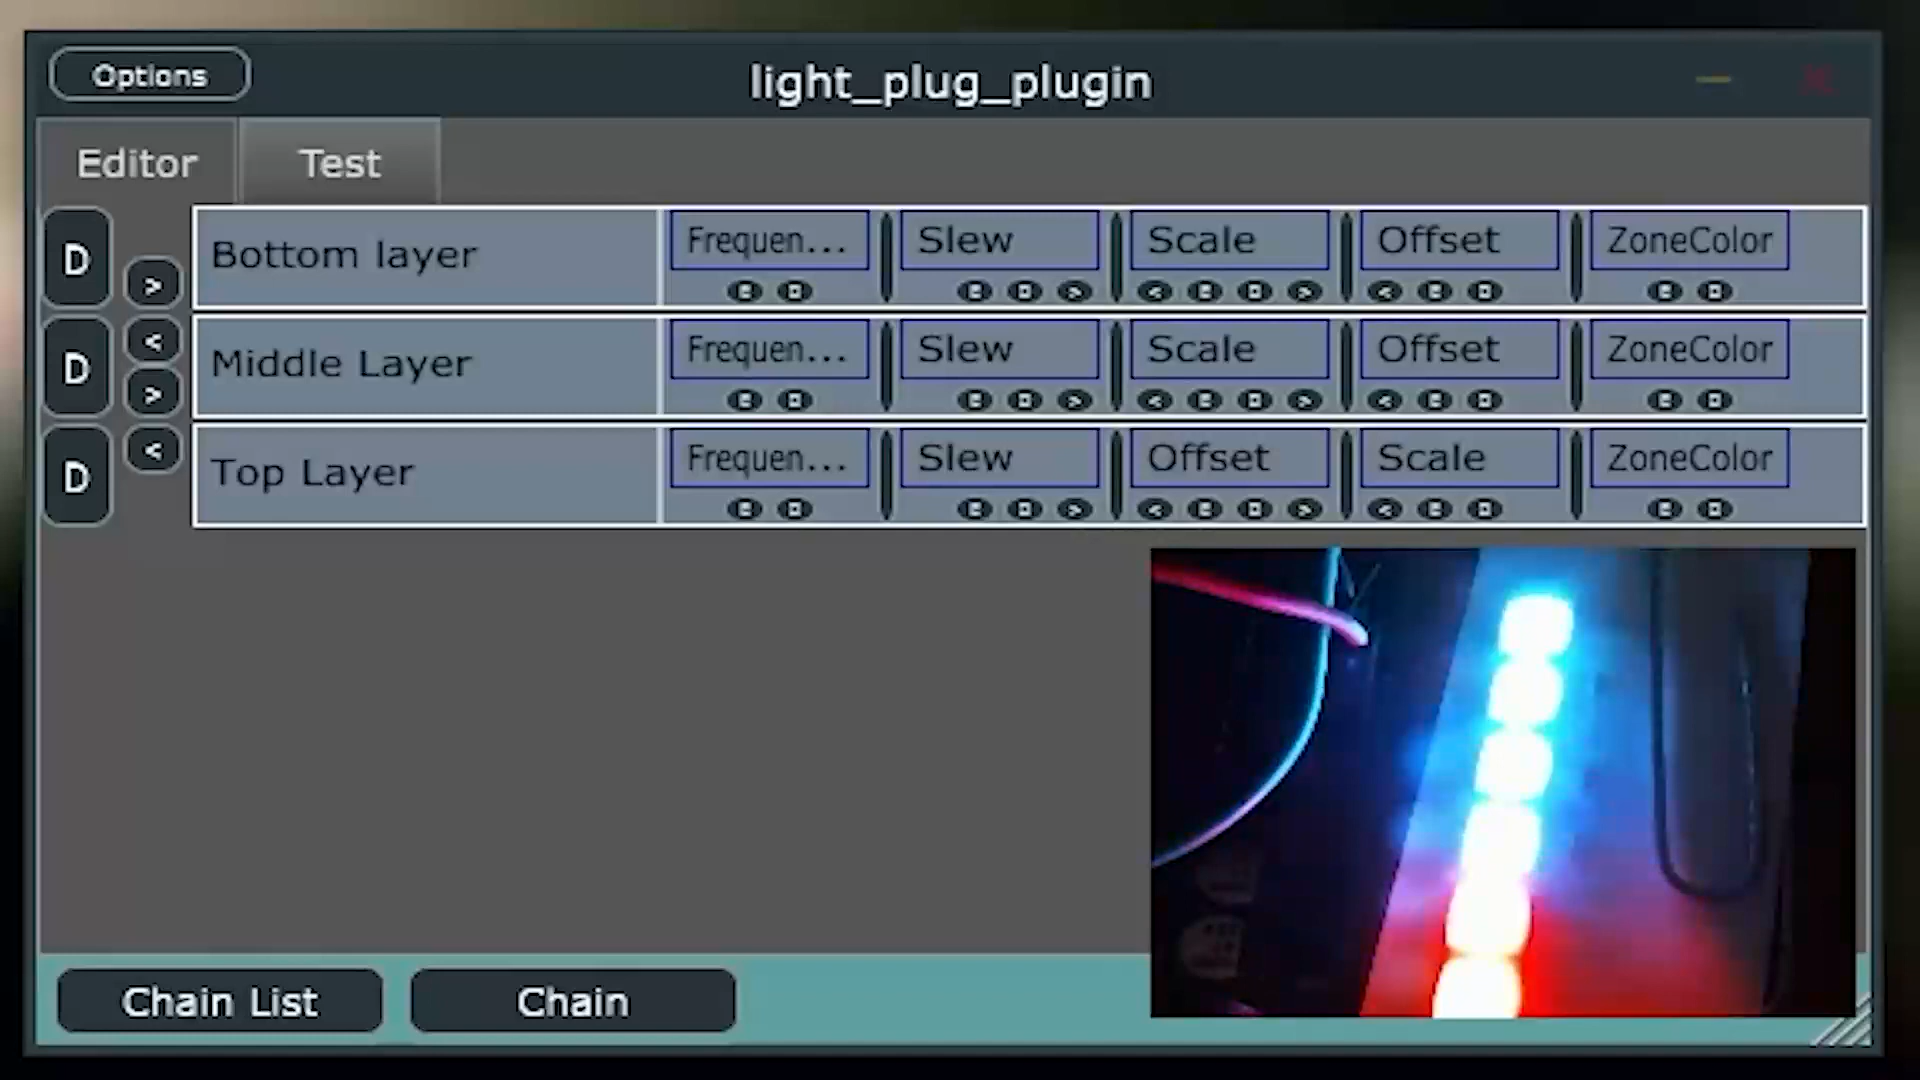 Options
light_plug_plugin
Editor Test
D > Bottom layer Frequen... Slew Scale Offset ZoneColor
D < > Middle Layer Frequen... Slew Scale Offset ZoneColor
D < Top Layer Frequen... Slew Offset Scale ZoneColor
Chain List Chain